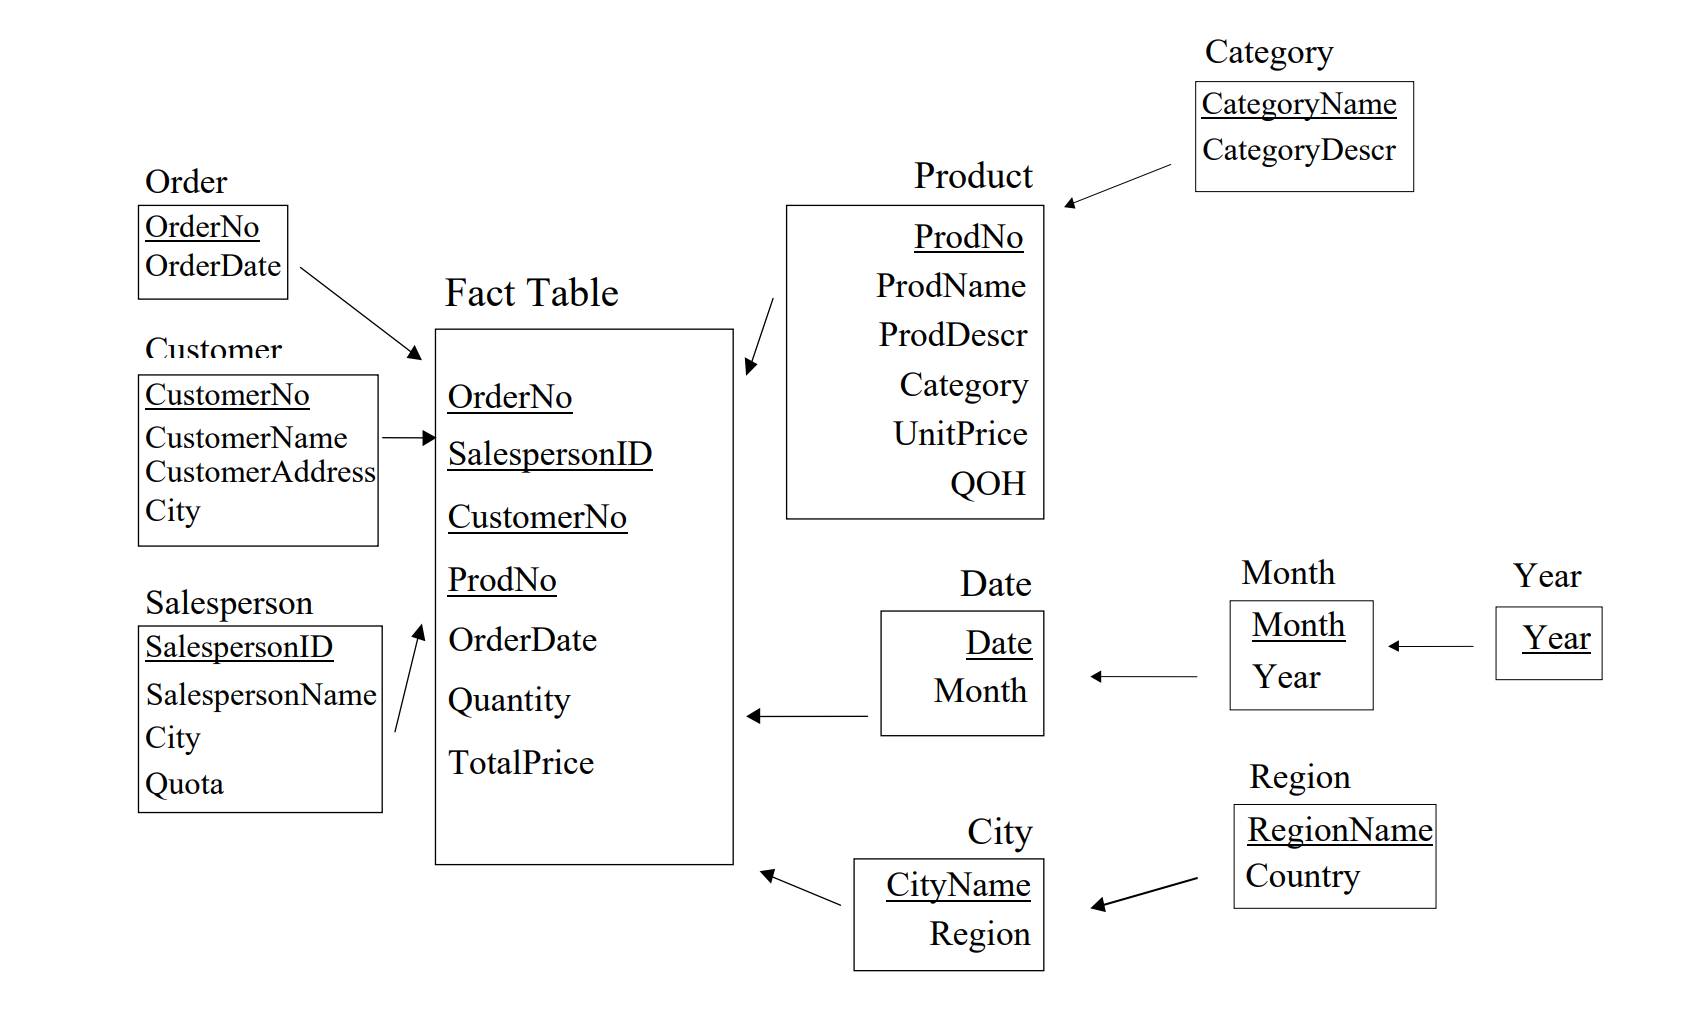 Category
CategoryName
CategoryDescr
Order
OrderNo
OrderDate
Product
ProdNo
ProdName
ProdDescr
Category
UnitPrice
QOH
Fact Table
OrderNo
SalespersonID
CustomerNo
ProdNo
OrderDate
Quantity
TotalPrice
Customer
CustomerNo
CustomerName
CustomerAddress
City
Salesperson
SalespersonID
SalespersonName
City
Quota
Date
Date
Month
Month
Month
Year
Year
Year
City
CityName
Region
Region
RegionName
Country